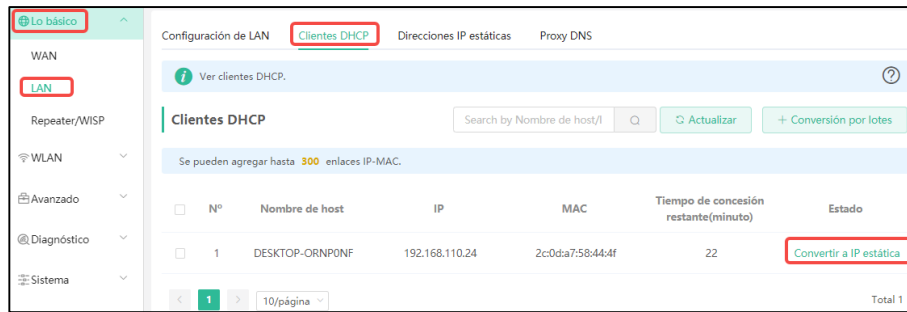 Lo básico
WAN
LAN
Repeater/WISP
WLAN
Avanzado
Diagnóstico
Sistema
Configuración de LAN Clientes DHCP Direcciones IP estáticas Proxy DNS
Ver clientes DHCP.
Clientes DHCP Search by Nombre de host/I Actualizar + Conversión por lotes
Se pueden agregar hasta 300 enlaces IP-MAC.
Nº Nombre de host IP MAC Tiempo de concesión restante(minuto) Estado
1 DESKTOP-ORNP0NF 192.168.110.24 2c:0d:a7:58:44:4f 22 Convertir a IP estática
< 1 > 10/página Total 1